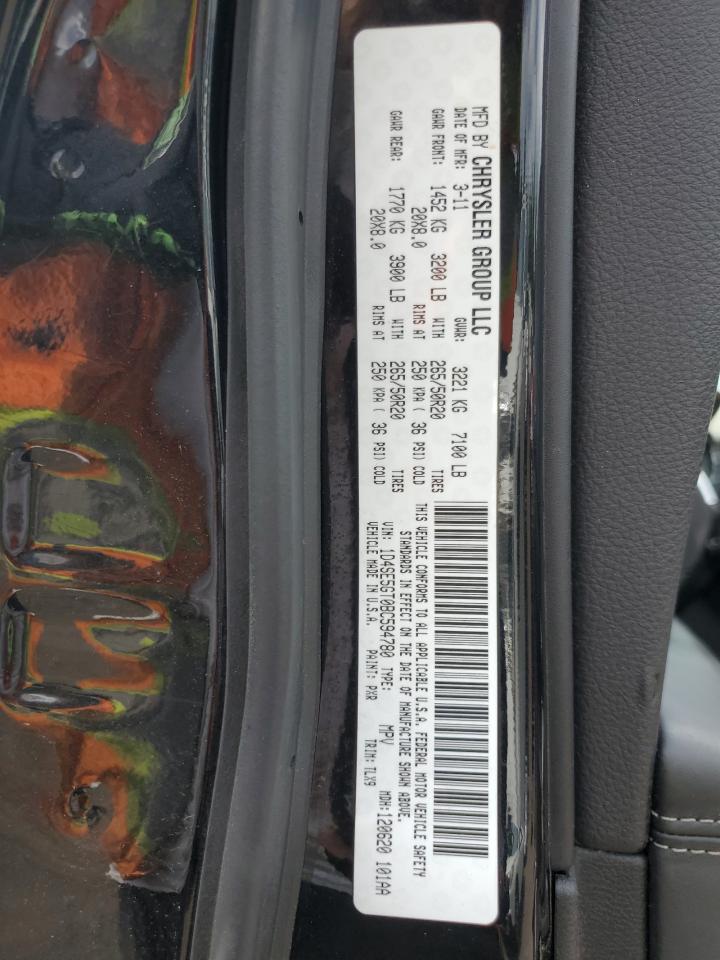 MFD BY CHRYSLER GROUP LLC
DATE OF MFR: 3-11 GVWR: 3221 KG 7100 LB
GAWR FRONT: 1452 KG 3200 LB WITH 265/50R20 TIRES
20X8.0 RIMS AT 250 KPA ( 36 PSI) COLD
GAWR REAR: 1770 KG 3900 LB WITH 265/50R20 TIRES
20X8.0 RIMS AT 250 KPA ( 36 PSI) COLD
THIS VEHICLE CONFORMS TO ALL APPLICABLE U.S.A. FEDERAL MOTOR VEHICLE SAFETY
STANDARDS IN EFFECT ON THE DATE OF MANUFACTURE SHOWN ABOVE.
VIN: 1D4SE5GT0BC594780 TYPE: MPV MDH:120620 101AA
VEHICLE MADE IN U.S.A. PAINT: PXR TRIM: TLX9